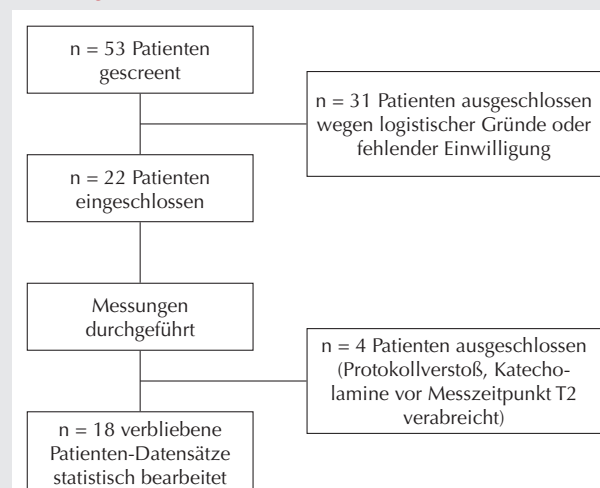 n = 53 Patienten
gescreent
n = 31 Patienten ausgeschlossen
wegen logistischer Gründe oder
fehlender Einwilligung
n = 22 Patienten
eingeschlossen
Messungen
durchgeführt
n = 4 Patienten ausgeschlossen
(Protokollverstoß, Katecho-
lamine vor Messzeitpunkt T2
verabreicht)
n = 18 verbliebene
Patienten-Datensätze
statistisch bearbeitet